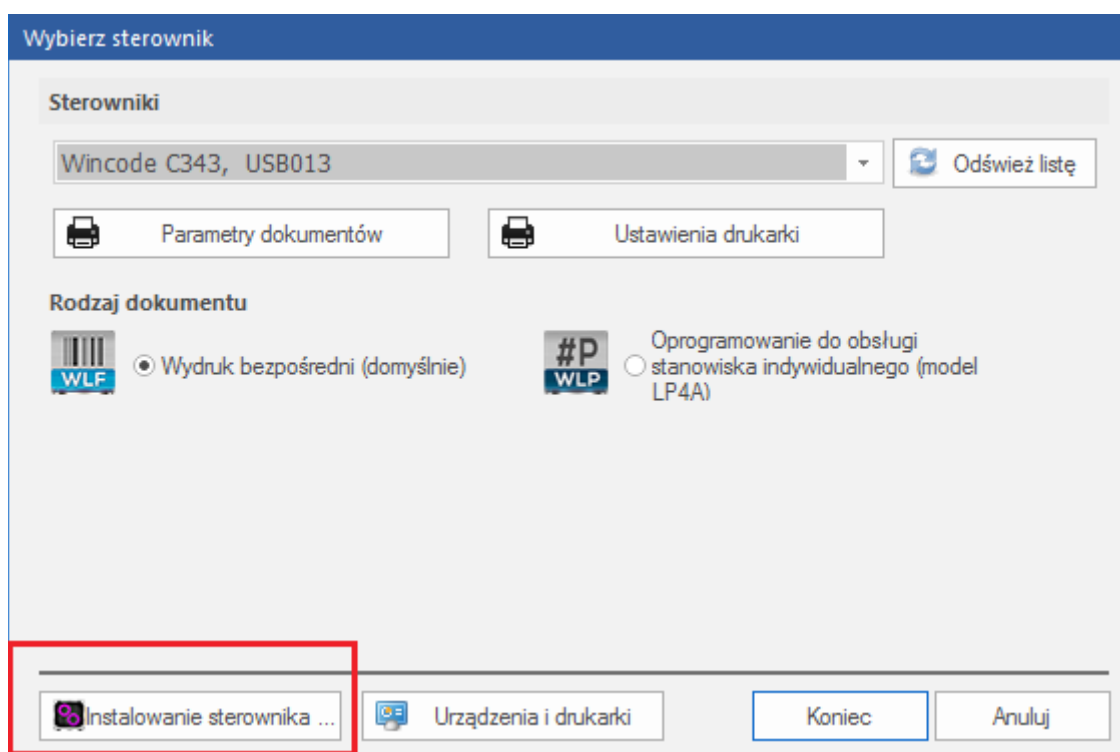 Wybierz sterownik
Sterowniki
Wincode C343, USB013
Odśwież listę
Parametry dokumentów
Ustawienia drukarki
Rodzaj dokumentu
WLF
Wydruk bezpośredni (domyślnie)
#P
WLP
Oprogramowanie do obsługi
stanowiska indywidualnego (model
LP4A)
Instalowanie sterownika ...
Urządzenia i drukarki
Koniec
Anuluj